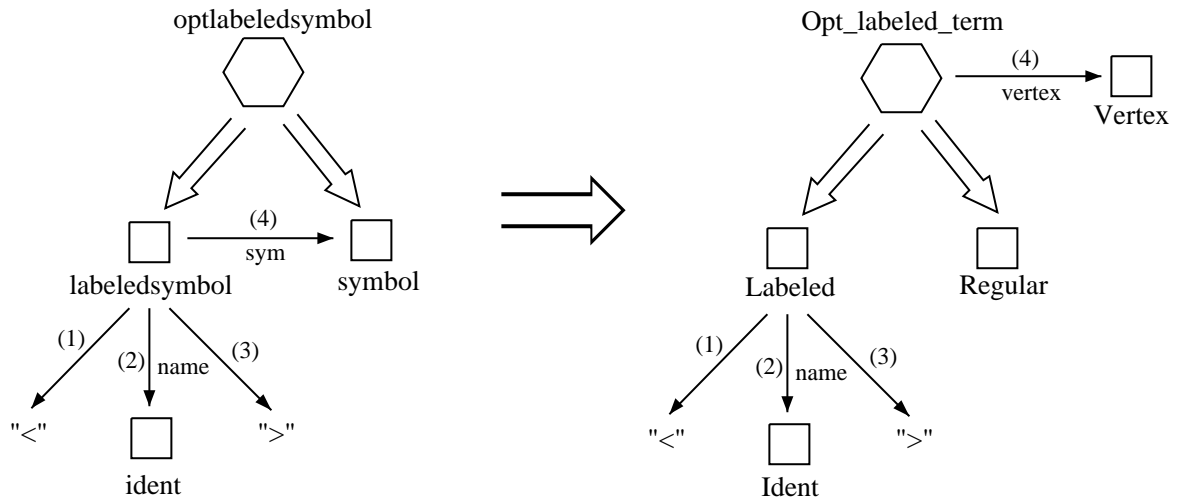 optlabeledsymbol
(4)
sym
labeledsymbol
symbol
(1)
(2)
name
(3)
"<"
">"
ident
Opt_labeled_term
(4)
vertex
Vertex
Labeled
Regular
(1)
(2)
name
(3)
"<"
">"
Ident